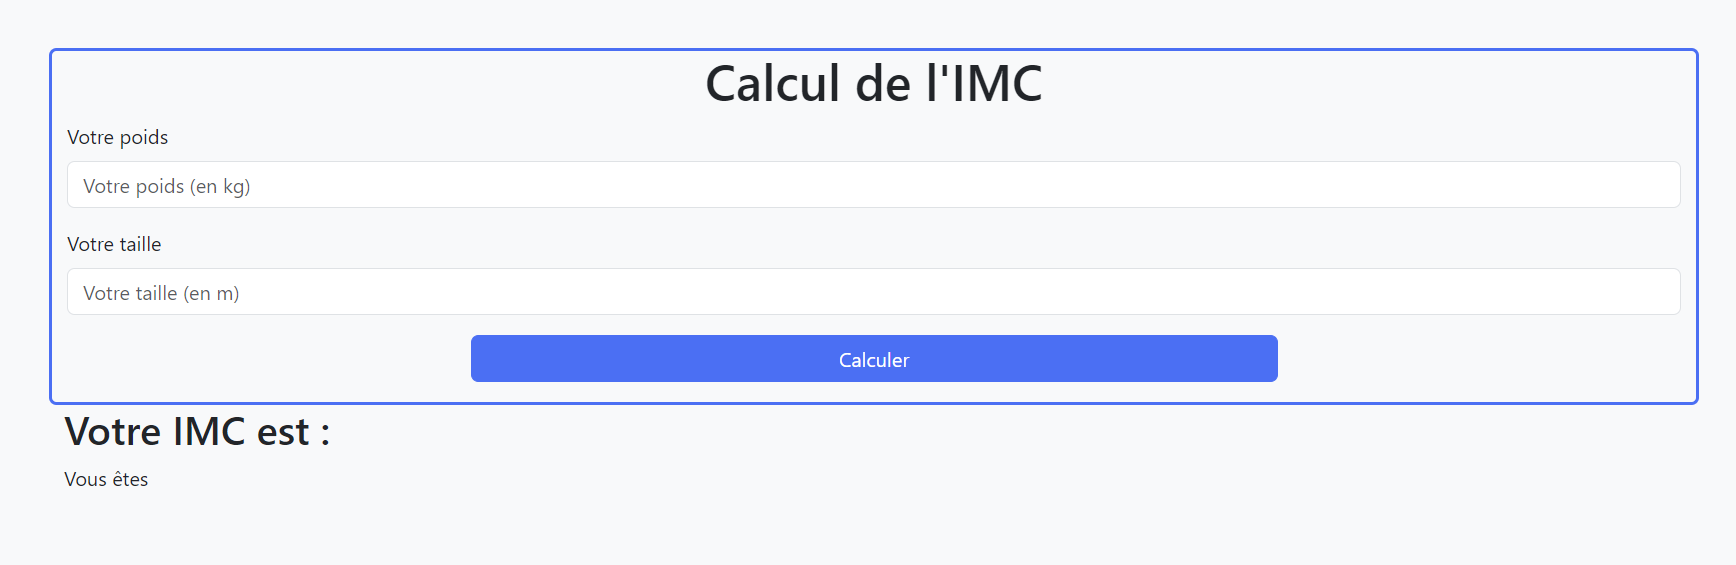 Calcul de l'IMC
Votre poids
Votre poids (en kg)
Votre taille
Votre taille (en m)
Calculer
Votre IMC est :
Vous êtes